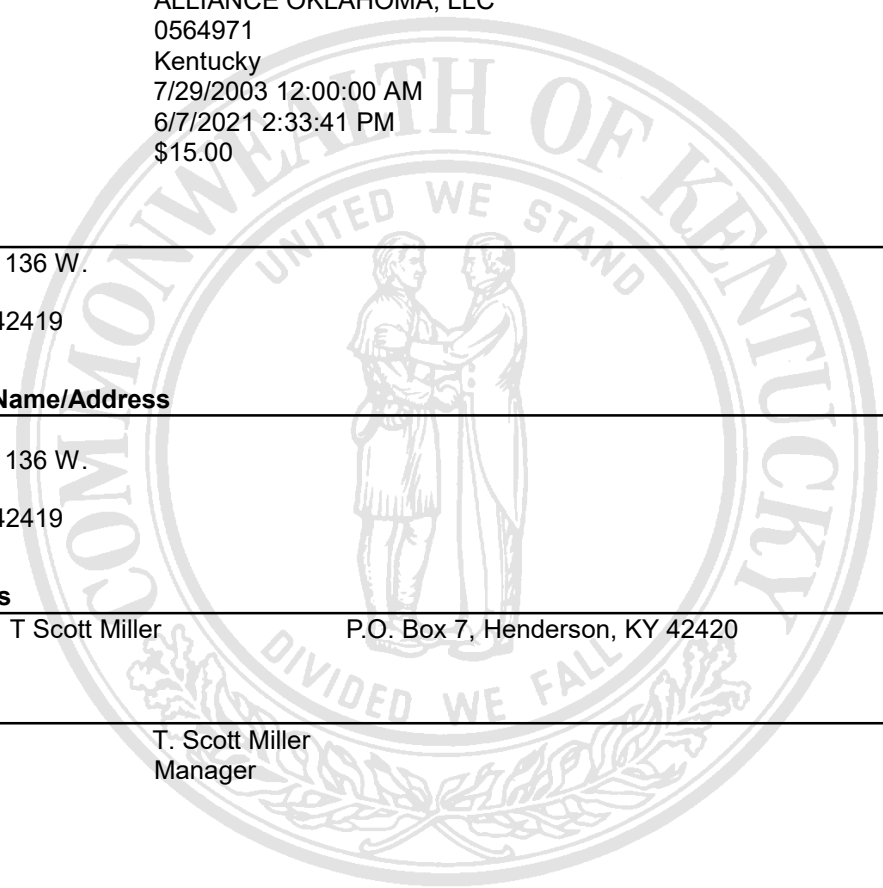 ALLIANCE OKLAHOMA, LLC
0564971
Kentucky
7/29/2003 12:00:00 AM
6/7/2021 2:33:41 PM
$15.00
136 W.
42419
Name/Address
136 W.
42419
s
T Scott Miller P.O. Box 7, Henderson, KY 42420
T. Scott Miller
Manager
COMMONWEALTH OF KENTUCKY
UNITED WE STAND
DIVIDED WE FALL